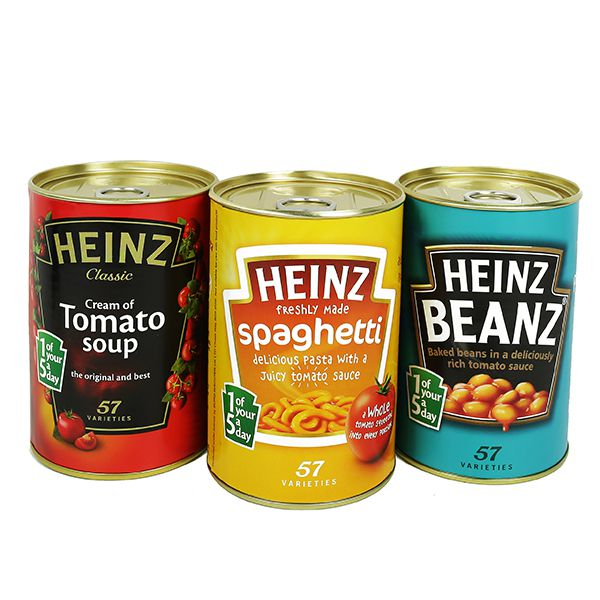 HEINZ
Classic
Cream of
Tomato
soup
the original and best
1 of
your
5 a
day
57
VARIETIES
HEINZ
freshly made
spaghetti
delicious pasta with a
juicy tomato sauce
1 of
your
5 a
day
a whole
tomato
into every
57
VARIETIES
HEINZ
BEANZ
Baked beans in a deliciously
rich tomato sauce
1 of
your
5 a
day
57
VARIETIES